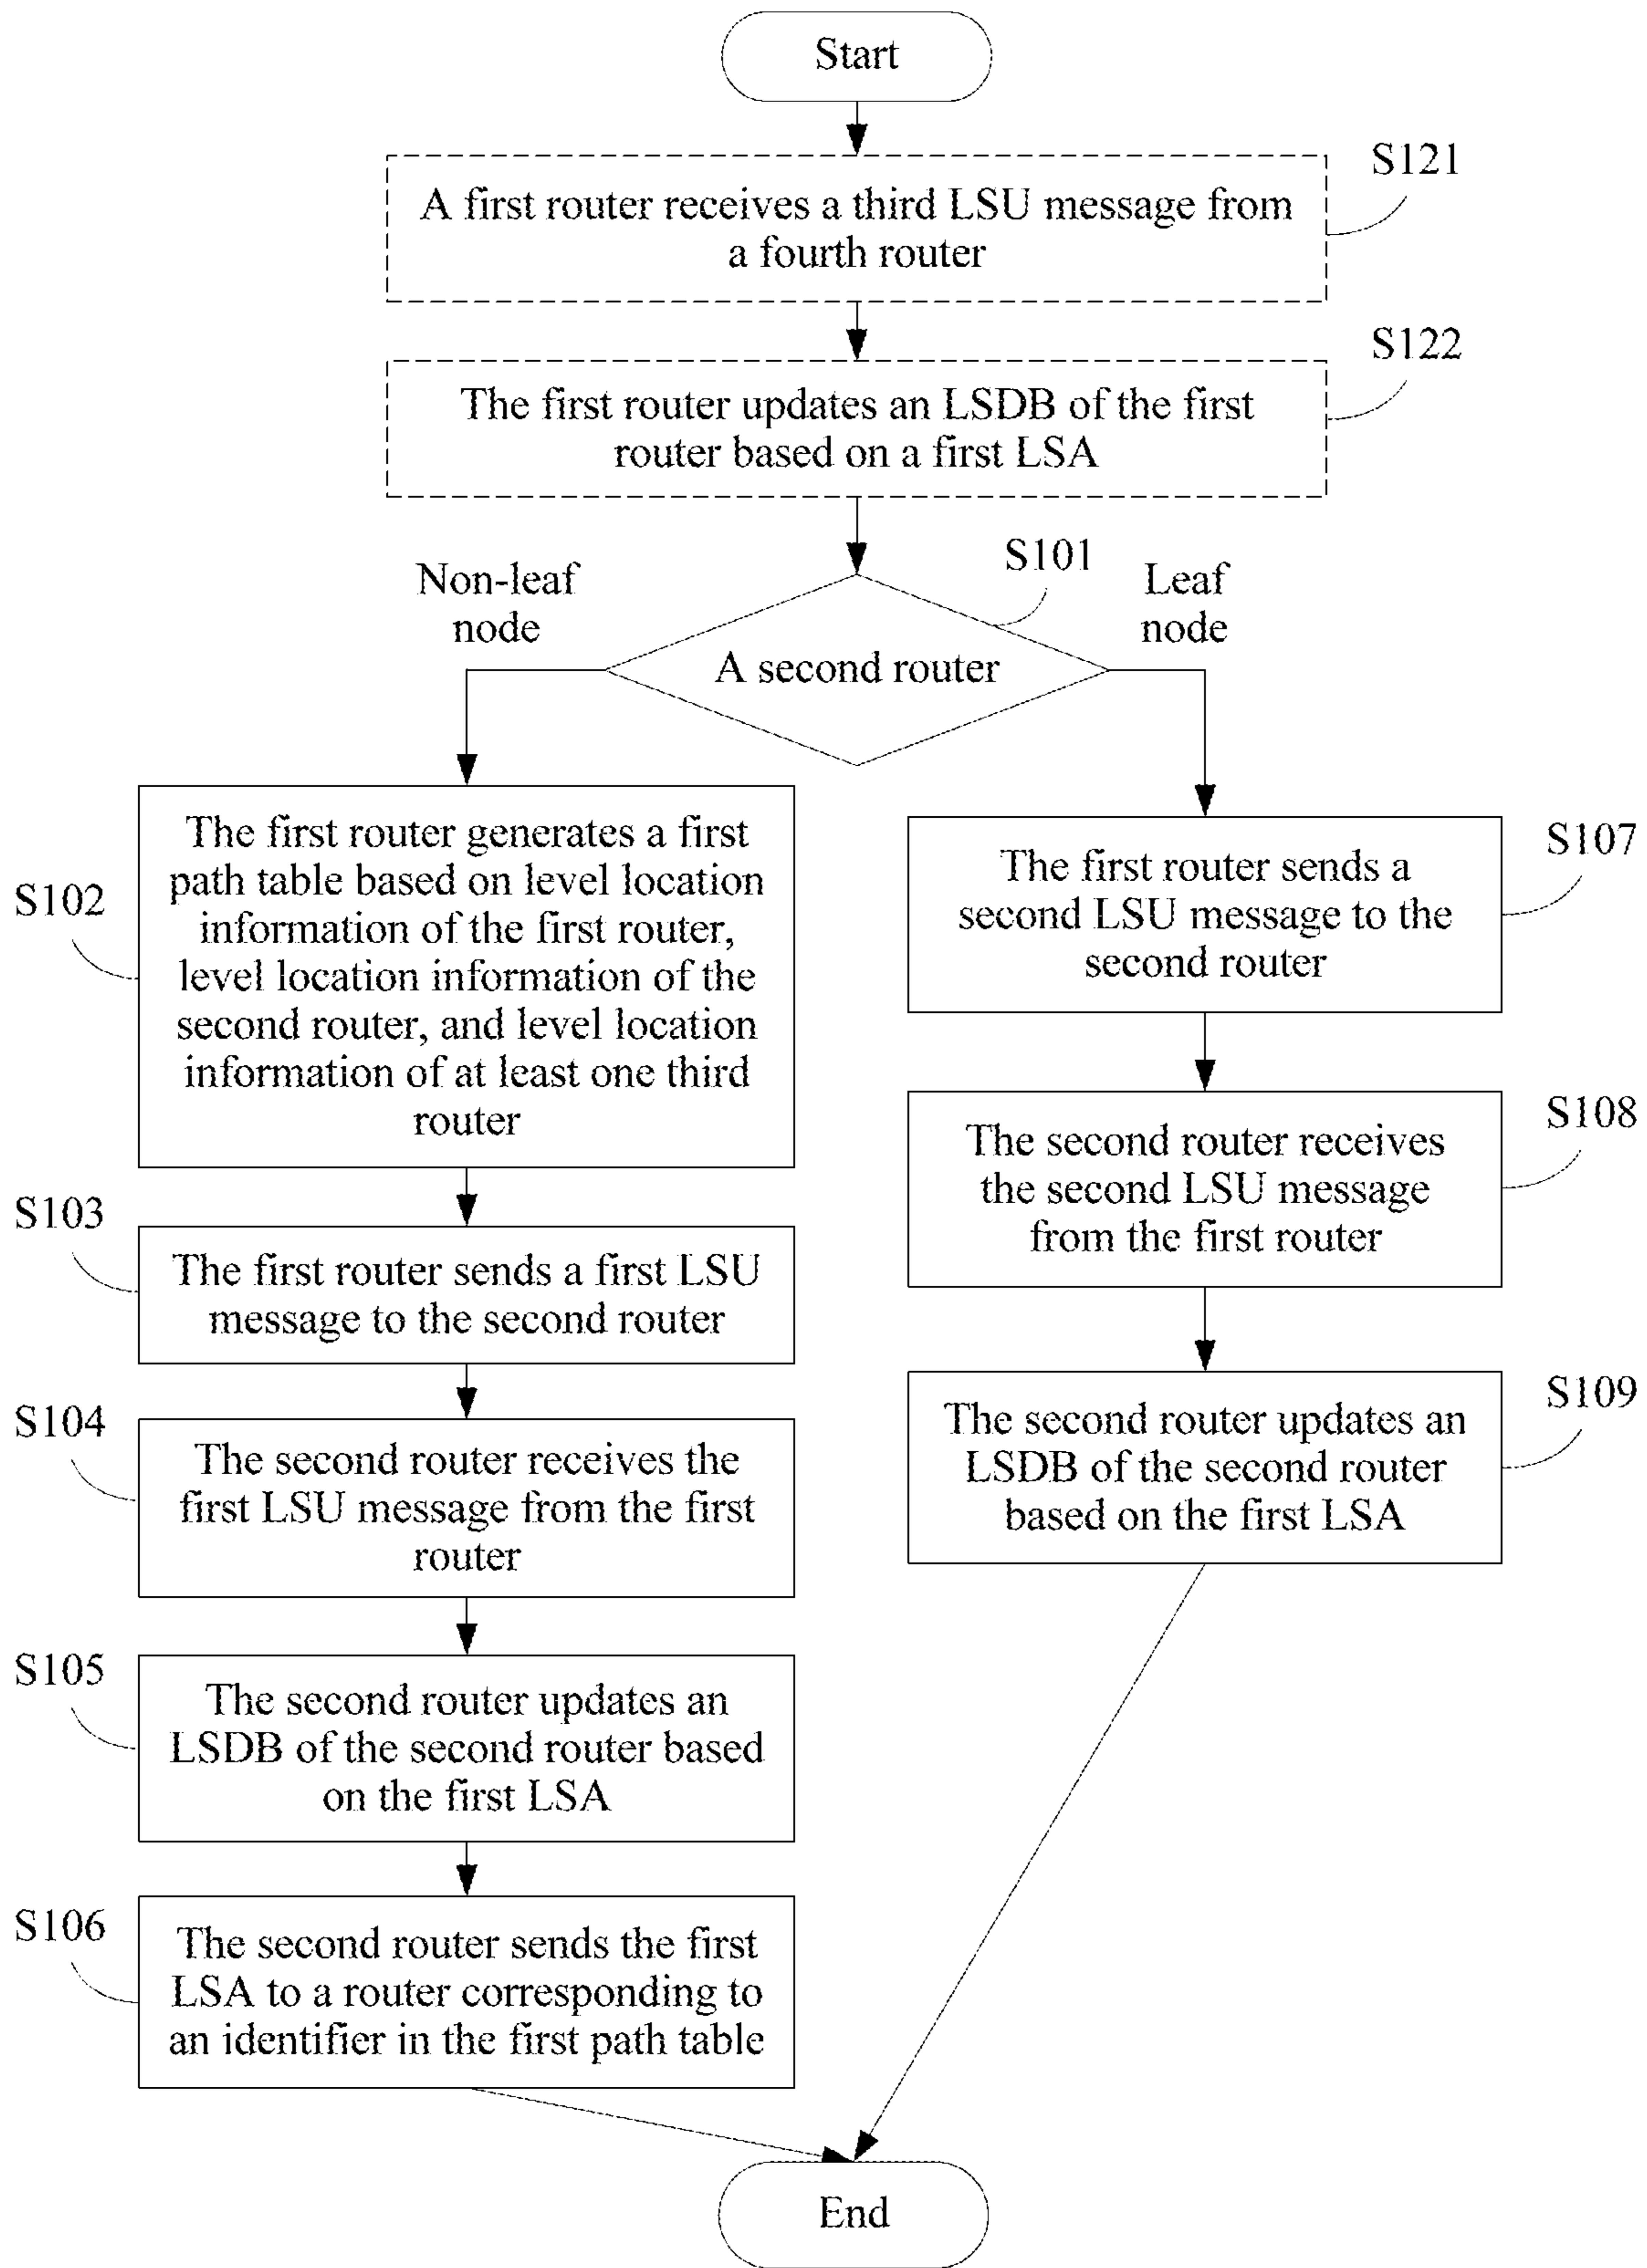 Start
S121
A first router receives a third LSU message from
a fourth router
S122
The first router updates an LSDB of the first
router based on a first LSA
S101
Non-leaf
node
Leaf
node
A second router
S102
The first router generates a first
path table based on level location
information of the first router,
level location information of the
second router, and level location
information of at least one third
router
S103
The first router sends a first LSU
message to the second router
S104
The second router receives the
first LSU message from the first
router
S105
The second router updates an
LSDB of the second router based
on the first LSA
S106
The second router sends the first
LSA to a router corresponding to
an identifier in the first path table
S107
The first router sends a
second LSU message to the
second router
S108
The second router receives
the second LSU message
from the first router
S109
The second router updates an
LSDB of the second router
based on the first LSA
End